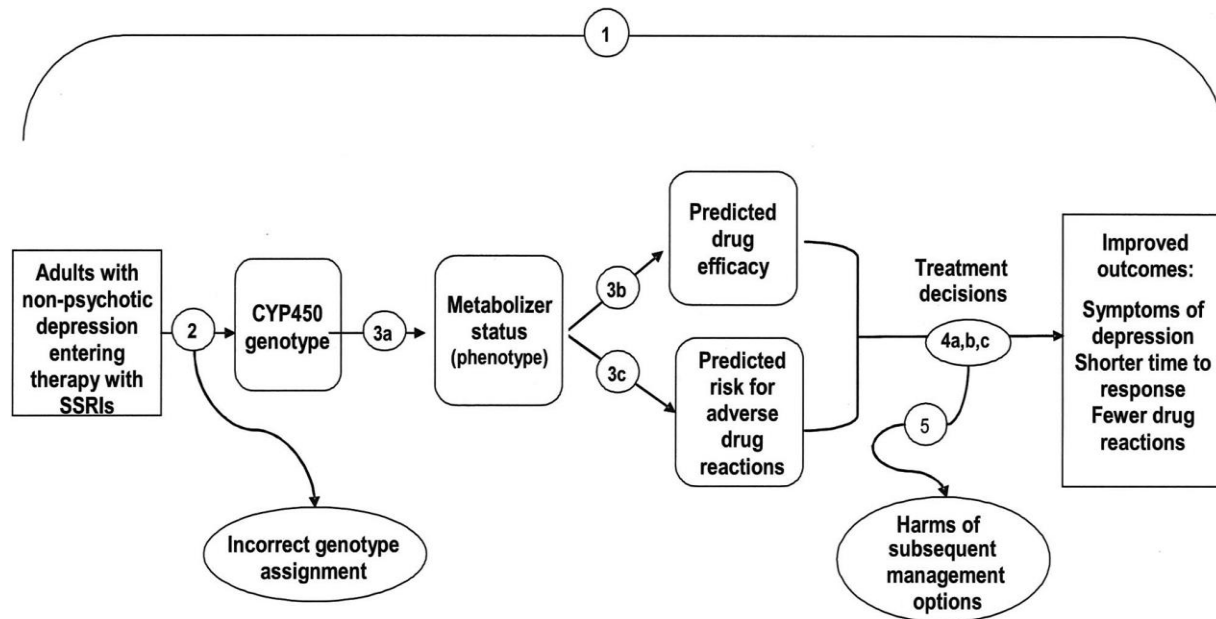 1
Adults with
non-psychotic
depression
entering
therapy with
SSRIs
2
CYP450
genotype
3a
Metabolizer
status
(phenotype)
3b
3c
Predicted
drug
efficacy
Predicted
risk for
adverse
drug
reactions
Treatment
decisions
4a,b,c
5
Improved
outcomes:
Symptoms of
depression
Shorter time to
response
Fewer drug
reactions
Incorrect genotype
assignment
Harms of
subsequent
management
options